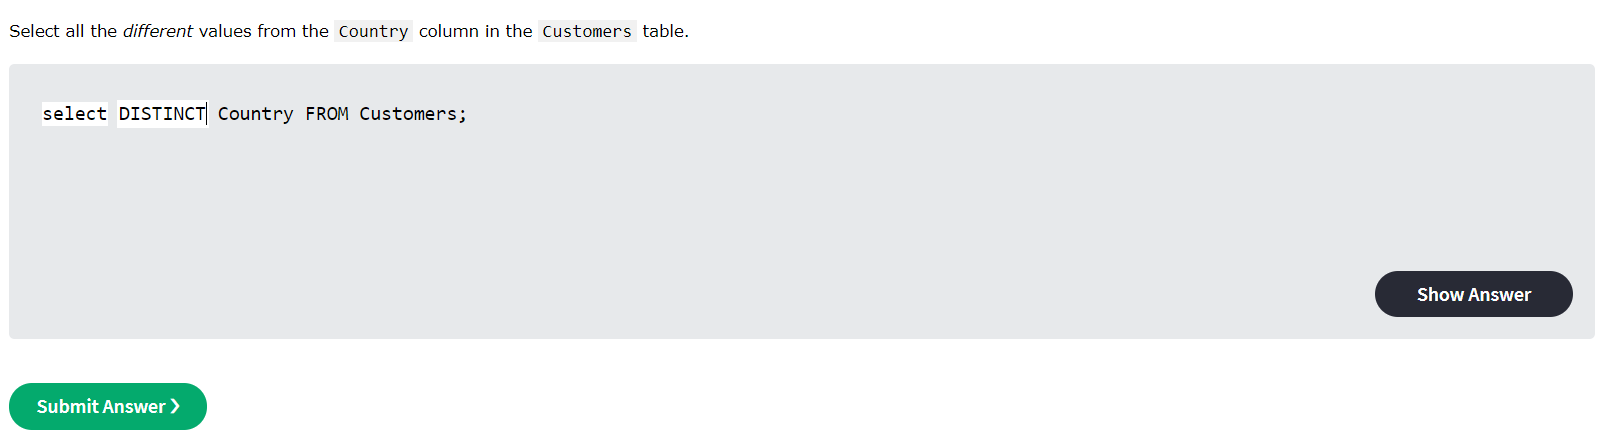 Select all the different values from the Country column in the Customers table.
select DISTINCT Country FROM Customers;
Show Answer
Submit Answer ❯